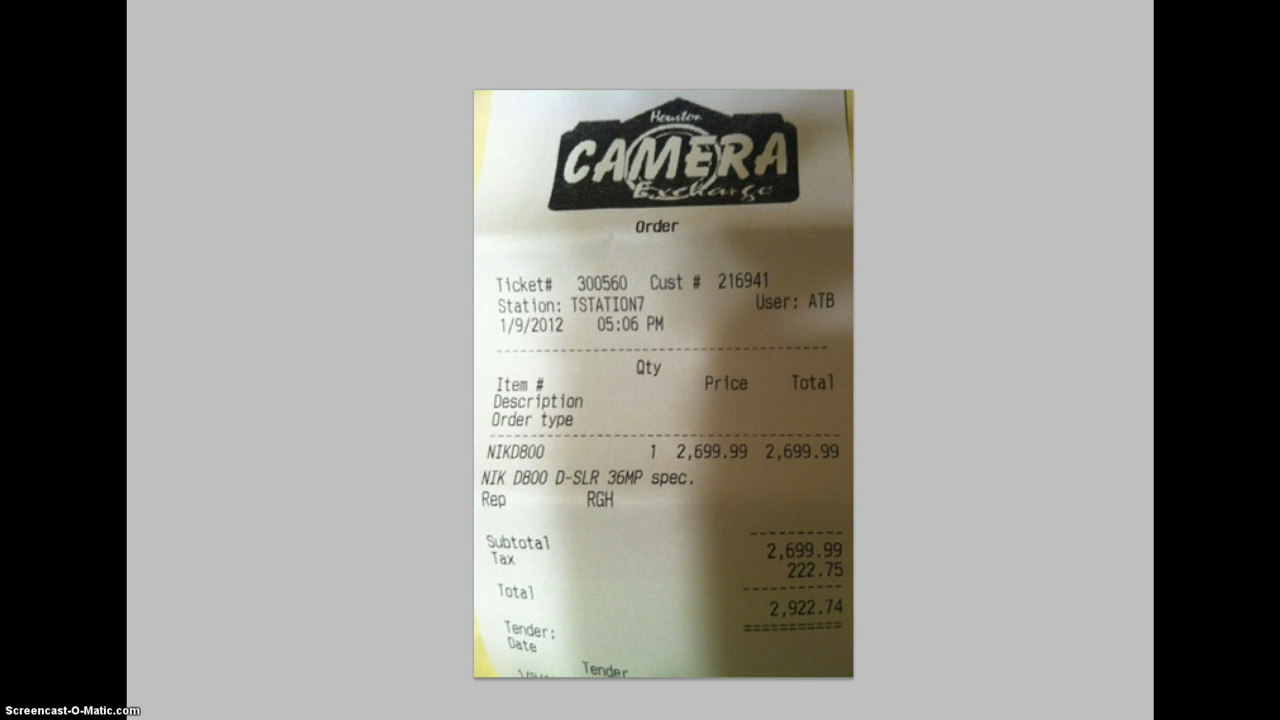 Houston
CAMERA
Exchange
Order
Ticket# 300560 Cust # 216941
Station: TSTATION7 User: ATB
1/9/2012 05:06 PM
Qty
Item # Price Total
Description
Order type
NIKD800 1 2,699.99 2,699.99
NIK D800 D-SLR 36MP spec.
Rep RGH
Subtotal 2,699.99
Tax 222.75
Total 2,922.74
Tender:
Date
Tender
Screencast-O-Matic.com